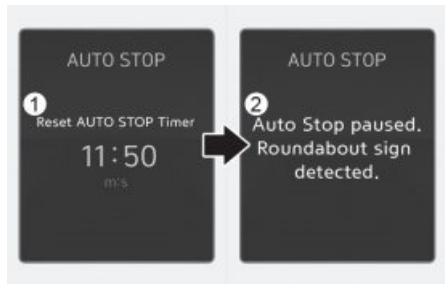 AUTO STOP
1
Reset AUTO STOP Timer
11:50
m:s
AUTO STOP
2
Auto Stop paused.
Roundabout sign
detected.